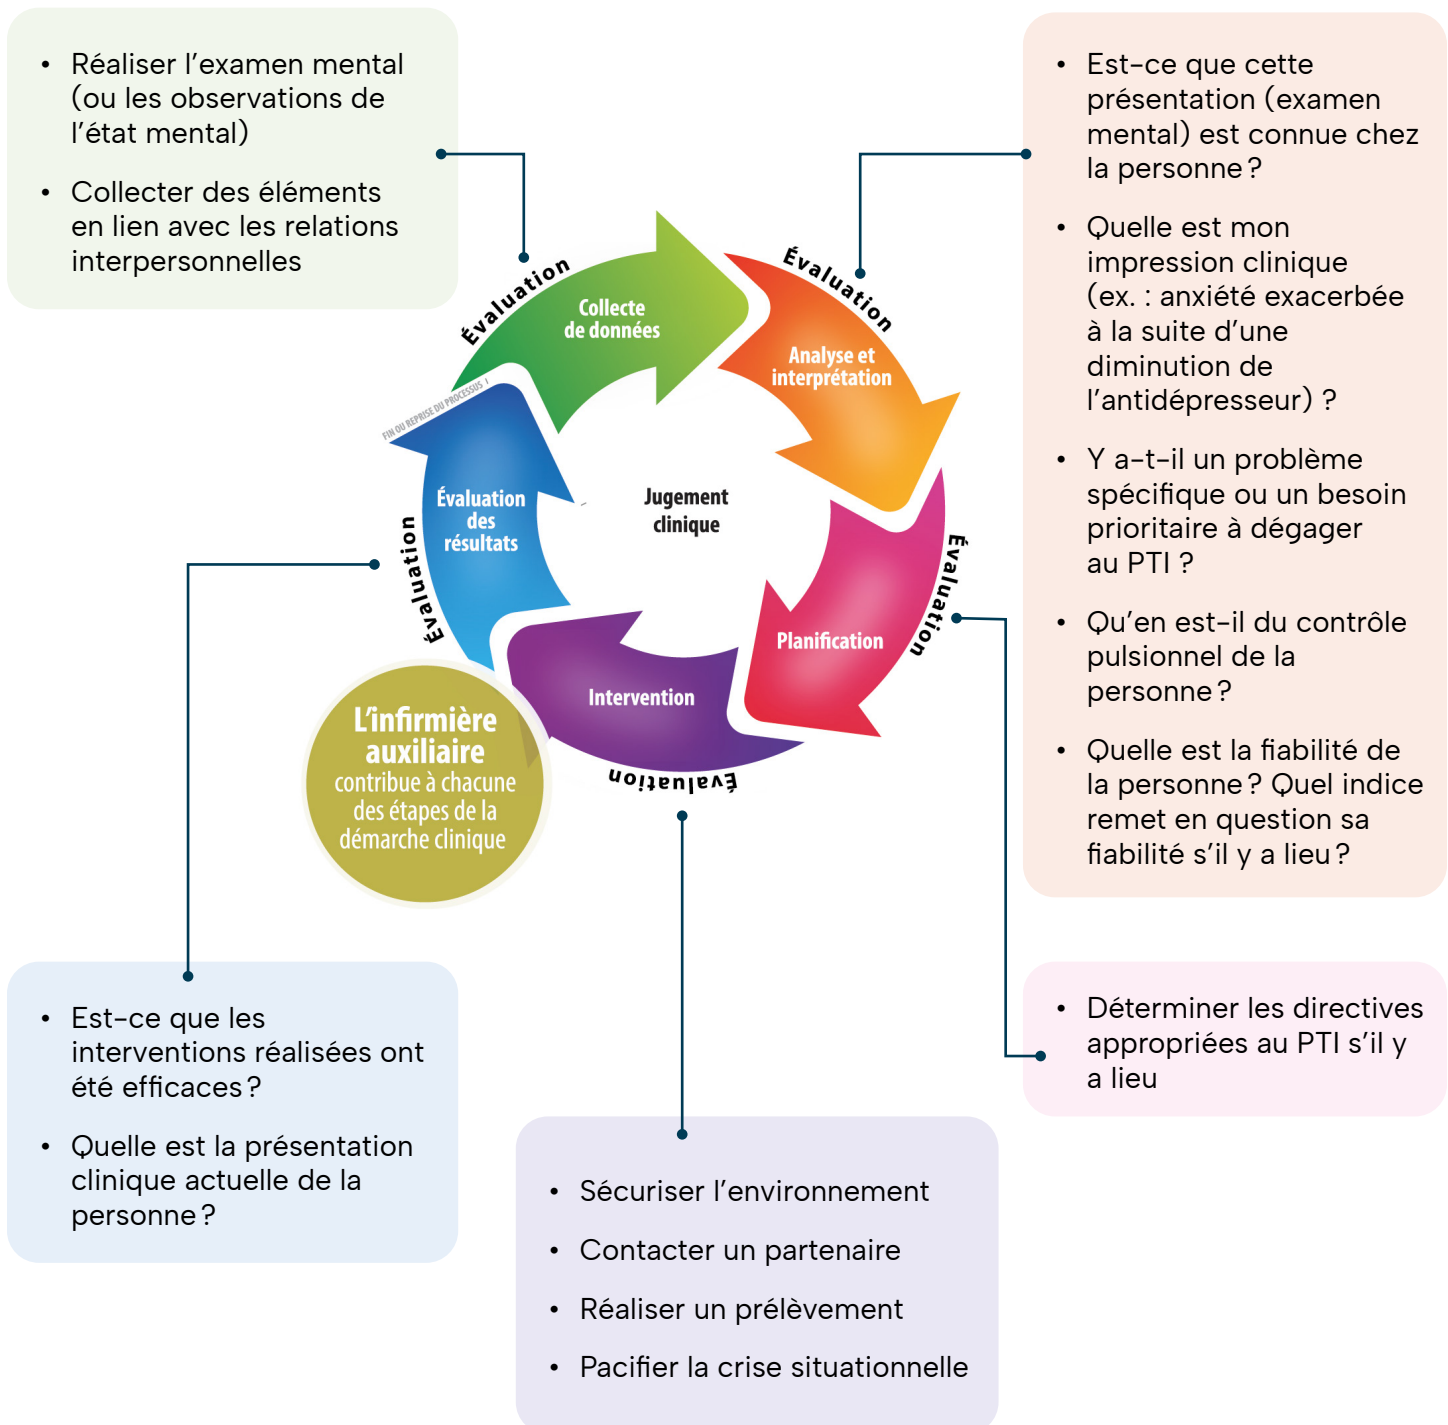 • Réaliser l’examen mental
(ou les observations de
l’état mental)
• Collecter des éléments
en lien avec les relations
interpersonnelles
• Est-ce que cette
présentation (examen
mental) est connue chez
la personne ?
• Quelle est mon
impression clinique
(ex. : anxiété exacerbée
à la suite d’une
diminution de
l’antidépresseur) ?
• Y a-t-il un problème
spécifique ou un besoin
prioritaire à dégager
au PTI ?
• Qu’en est-il du contrôle
pulsionnel de la
personne ?
• Quelle est la fiabilité de
la personne ? Quel indice
remet en question sa
fiabilité s’il y a lieu ?
Évaluation
Collecte
de données
Évaluation
Analyse et
interprétation
Évaluation
Planification
Évaluation
Intervention
Évaluation
Évaluation
des
résultats
FIN OU REPRISE DU PROCESSUS
Jugement
clinique
L’infirmière
auxiliaire
contribue à chacune
des étapes de la
démarche clinique
• Déterminer les directives
appropriées au PTI s’il y
a lieu
• Est-ce que les
interventions réalisées ont
été efficaces ?
• Quelle est la présentation
clinique actuelle de la
personne ?
• Sécuriser l’environnement
• Contacter un partenaire
• Réaliser un prélèvement
• Pacifier la crise situationnelle